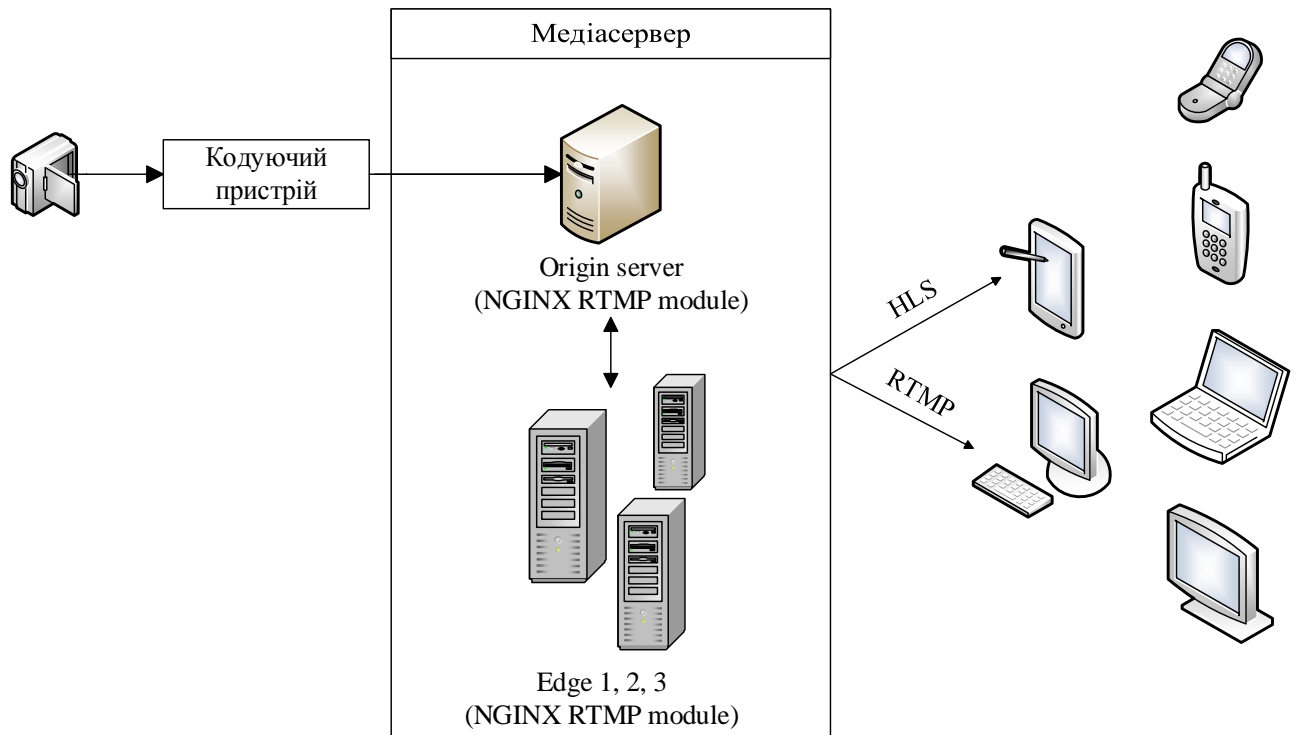 Медіасервер
Кодуючий
пристрій
Origin server
(NGINX RTMP module)
HLS
RTMP
Edge 1, 2, 3
(NGINX RTMP module)